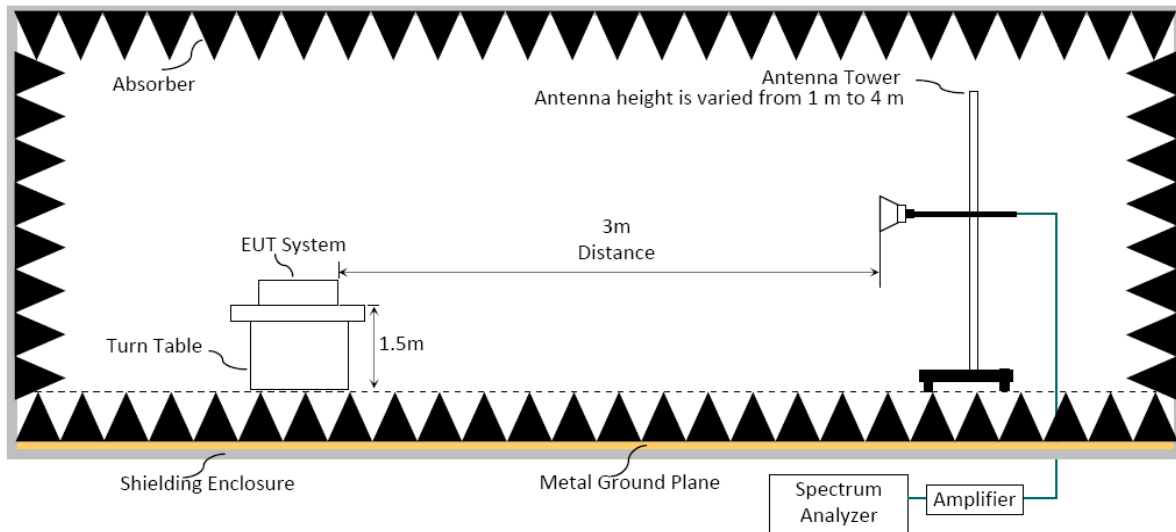 Absorber
Antenna Tower
Antenna height is varied from 1 m to 4 m
3m
Distance
EUT System
1.5m
Turn Table
Shielding Enclosure
Metal Ground Plane
Spectrum
Analyzer
Amplifier